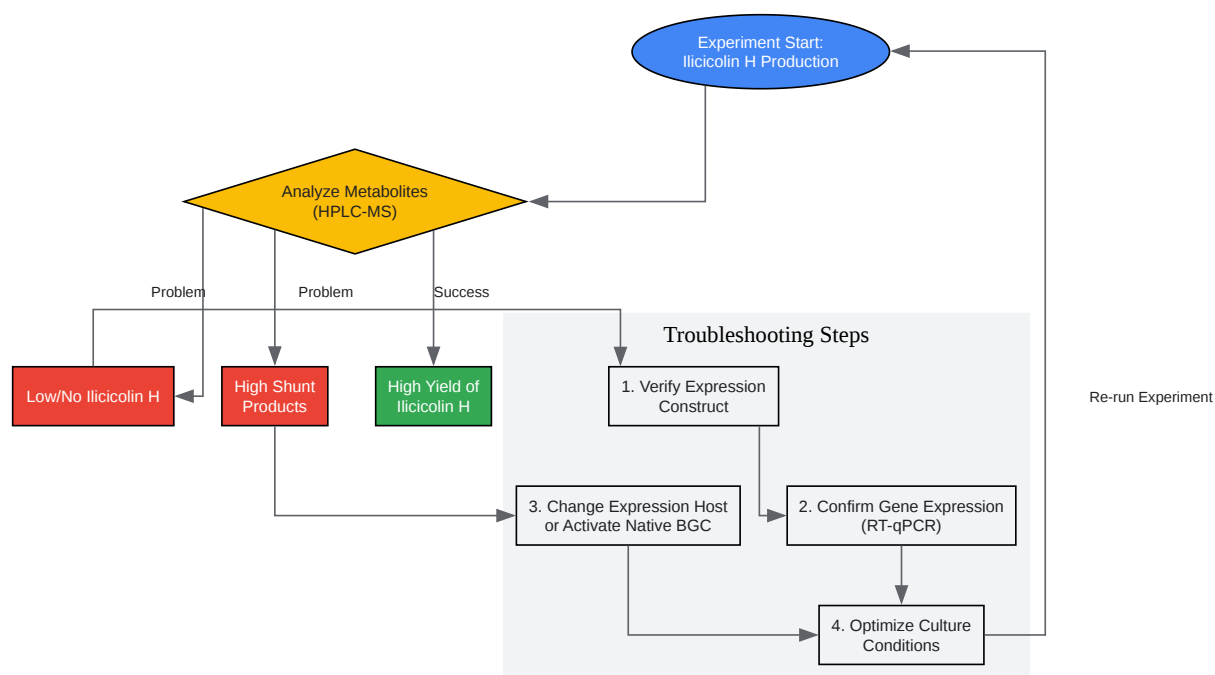 Experiment Start:
Ilicicolin H Production
Analyze Metabolites
(HPLC-MS)
Problem
Problem
Success
Troubleshooting Steps
Low/No Ilicicolin H
High Shunt
Products
High Yield of
Ilicicolin H
1. Verify Expression
Construct
Re-run Experiment
3. Change Expression Host
or Activate Native BGC
2. Confirm Gene Expression
(RT-qPCR)
4. Optimize Culture
Conditions